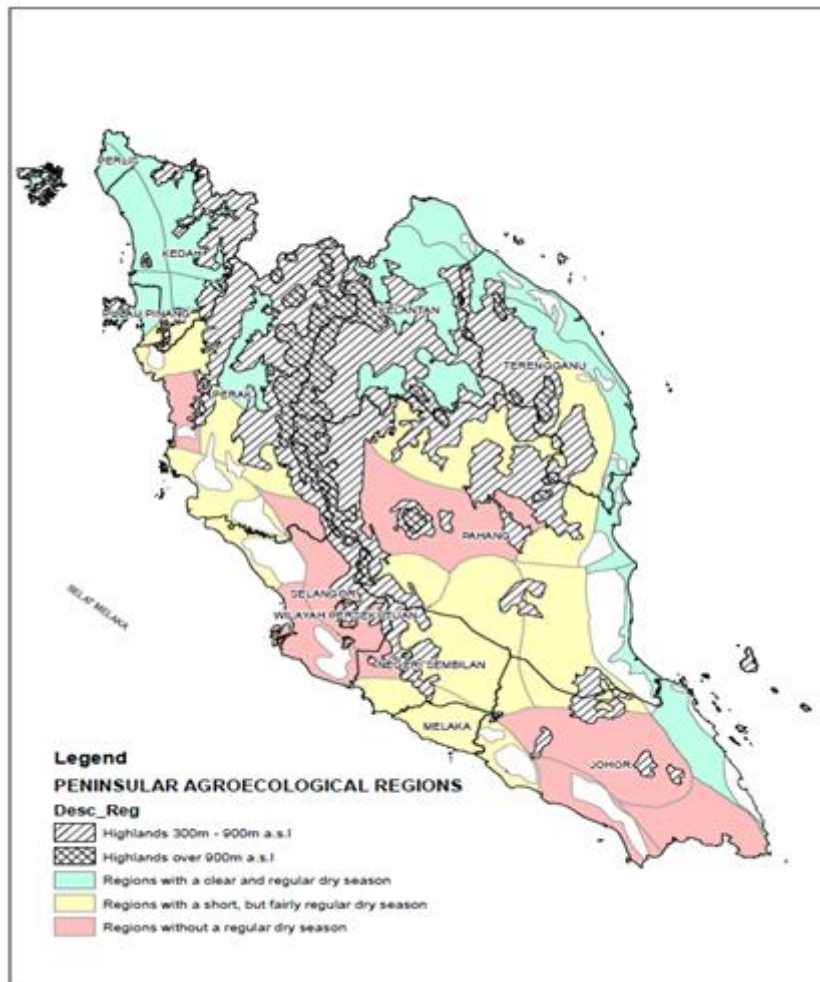 PERLIS
KEDAH
PULAU PINANG
KELANTAN
TERENGGANU
PERAK
PAHANG
SELANGOR
WILAYAH PERSEKUTUAN
NEGERI SEMBILAN
MELAKA
JOHOR
SELAT MELAKA
Legend
PENINSULAR AGROECOLOGICAL REGIONS
Desc_Reg
Highlands 300m - 900m a.s.l
Highlands over 900m a.s.l
Regions with a clear and regular dry season
Regions with a short, but fairly regular dry season
Regions without a regular dry season